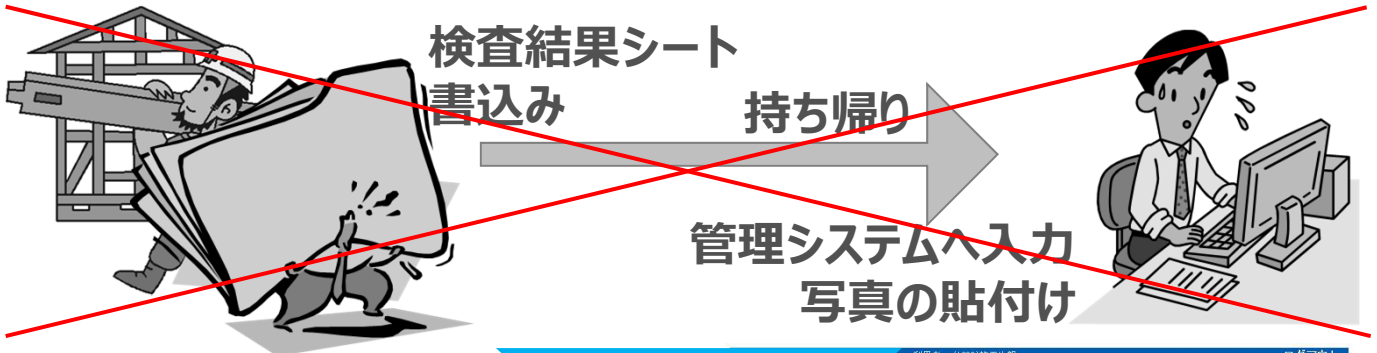 検査結果シート
書込み
持ち帰り
管理システムへ入力
写真の貼付け